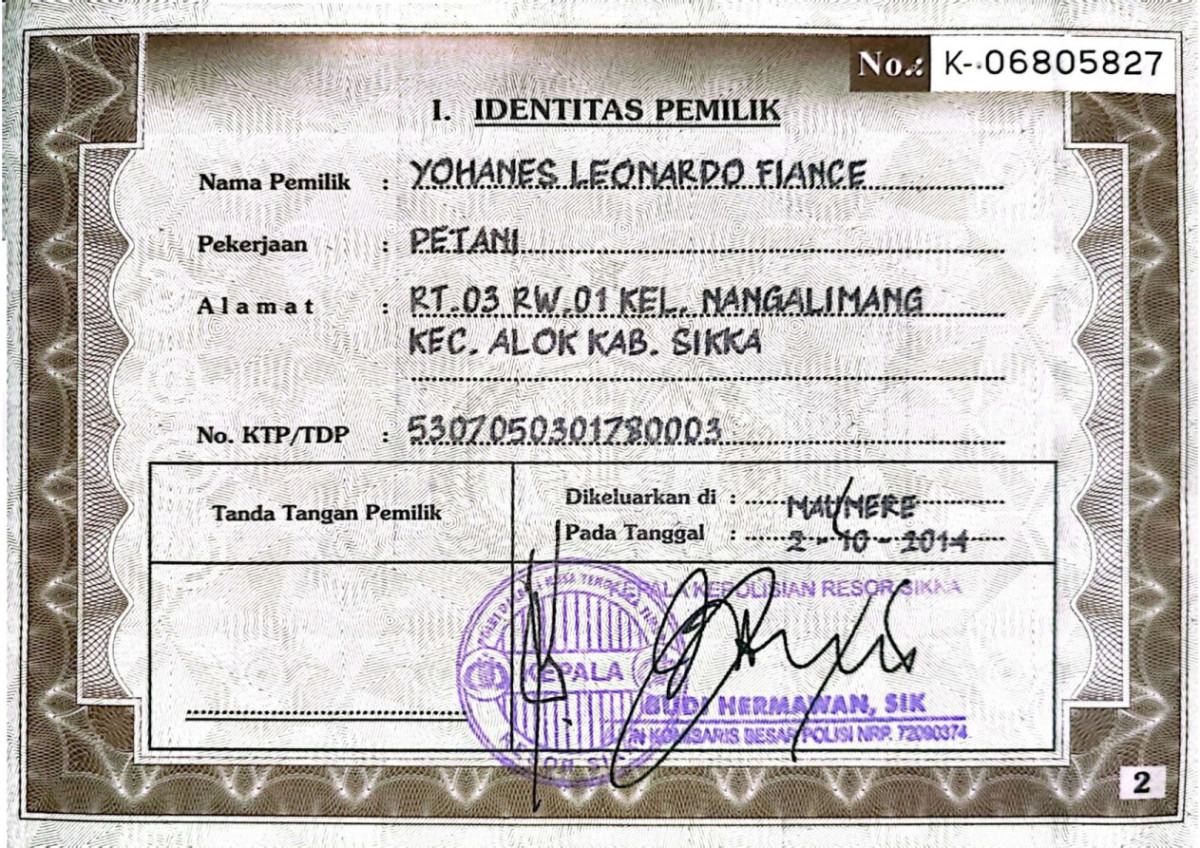 No.: K-06805827
I. IDENTITAS PEMILIK
Nama Pemilik : YOHANES LEONARDO FIANCE
Pekerjaan : PETANI
Alamat : RT.03 RW.01 KEL. NANGALIMANG
KEC. ALOK KAB. SIKKA
No. KTP/TDP : 5307050301780003
Tanda Tangan Pemilik
Dikeluarkan di : MAUMERE
Pada Tanggal : 2-10-2014
KEPALA KEPOLISIAN RESOR SIKKA
KEPALA
BUDI HERMAWAN, SIK
KOMISARIS BESAR POLISI NRP. 72090374
2